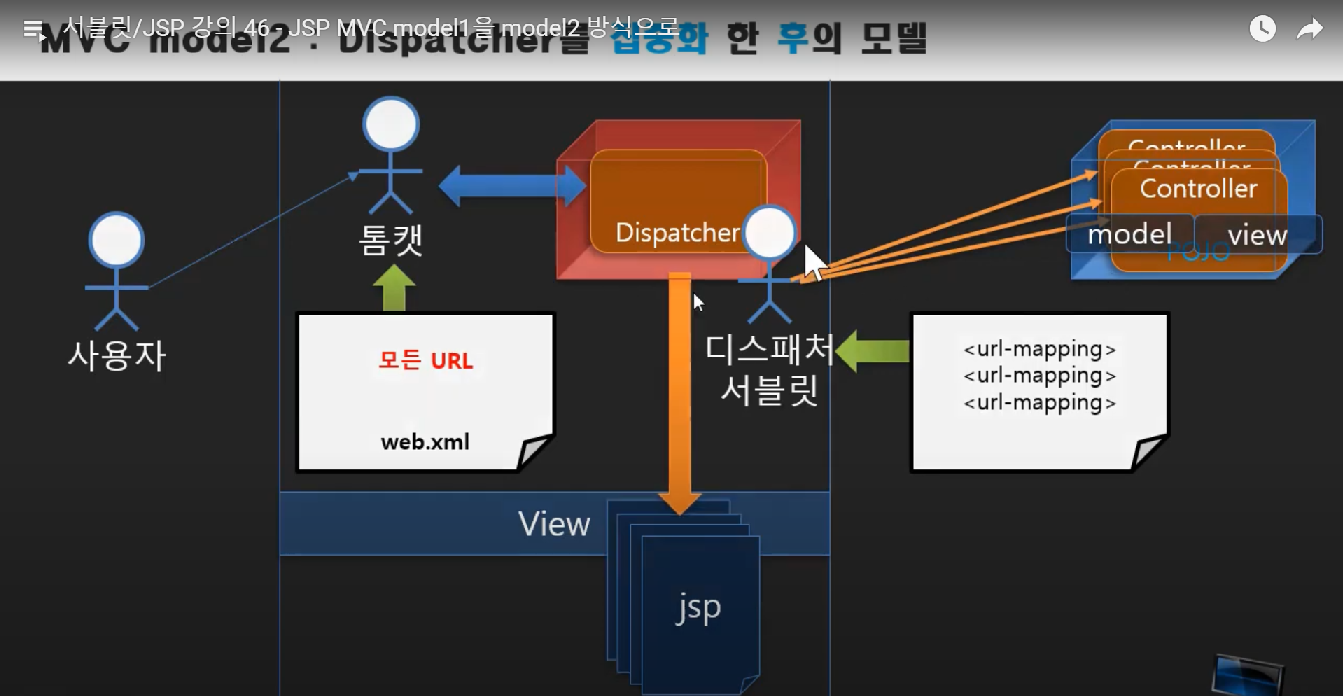 서블릿/JSP 강의 46 - JSP MVC model1을 model2 방식으로
MVC model2 : Dispatcher를 집중화 한 후의 모델
Controller
Controller
Controller
model
view
POJO
Dispatcher
톰캣
사용자
디스패처
서블릿
모든 URL
web.xml
<url-mapping>
<url-mapping>
<url-mapping>
View
jsp